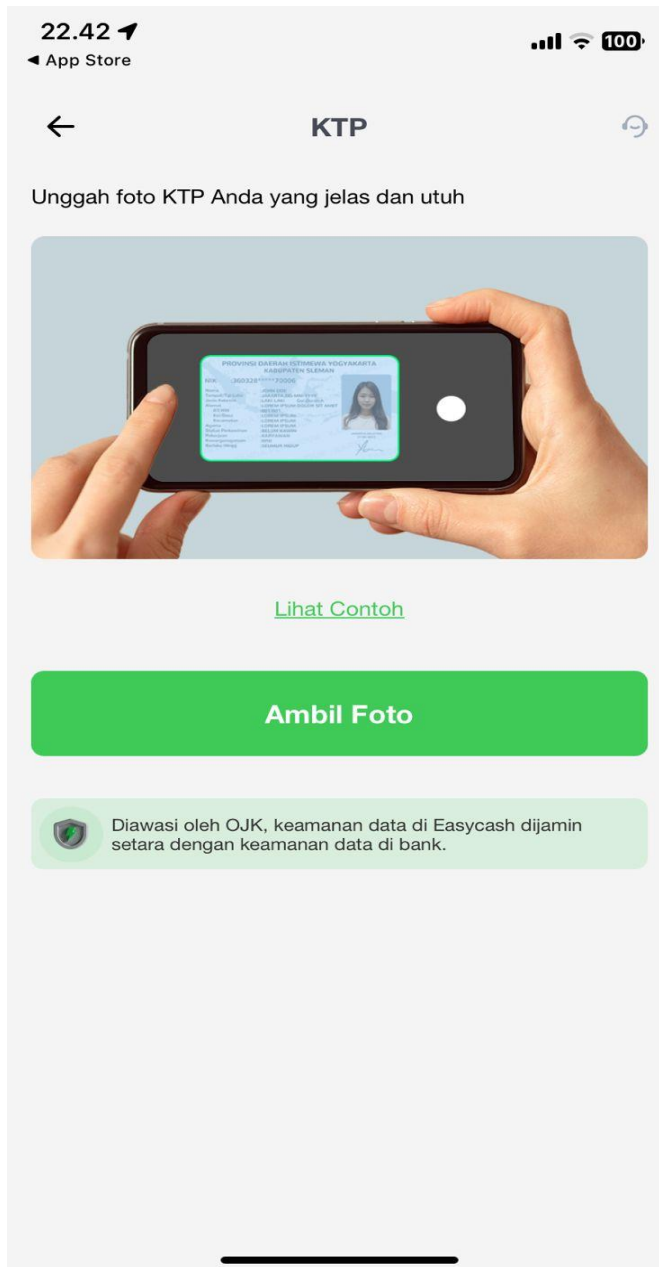 22.42
◀ App Store
100
KTP
Unggah foto KTP Anda yang jelas dan utuh
PROVINSI DAERAH ISTIMEWA YOGYAKARTA
KABUPATEN SLEMAN
NIK
Lihat Contoh
Ambil Foto
Diawasi oleh OJK, keamanan data di Easycash dijamin
setara dengan keamanan data di bank.